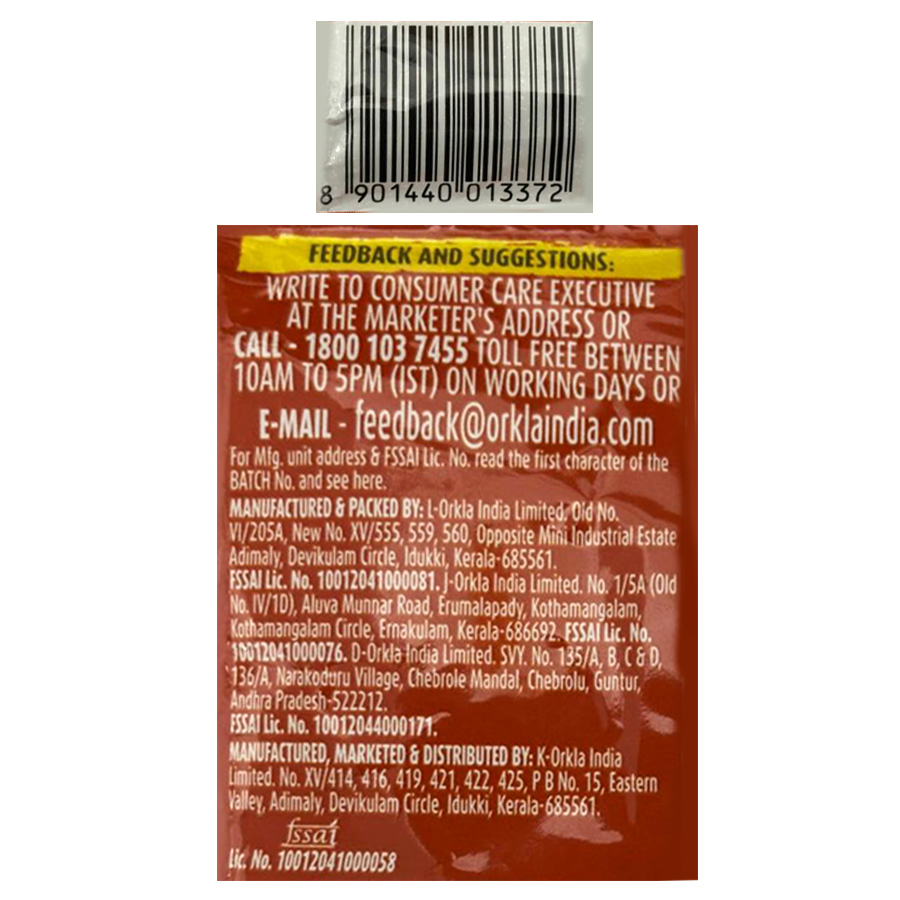 8 901440 013372
FEEDBACK AND SUGGESTIONS:
WRITE TO CONSUMER CARE EXECUTIVE
AT THE MARKETER'S ADDRESS OR
CALL - 1800 103 7455 TOLL FREE BETWEEN
10AM TO 5PM (IST) ON WORKING DAYS OR
E-MAIL - feedback@orklaindia.com
For Mfg. unit address & FSSAI Lic. No. read the first character of the
BATCH No. and see here.
MANUFACTURED & PACKED BY: L-Orkla India Limited. Old No.
VI/205A, New No. XV/555, 559, 560, Opposite Mini Industrial Estate
Adimaly, Devikulam Circle, Idukki, Kerala-685561.
FSSAI Lic. No. 10012041000081. J-Orkla India Limited. No. 1/5A (Old
No. IV/1D), Aluva Munnar Road, Erumalapady, Kothamangalam,
Kothamangalam Circle, Ernakulam, Kerala-686692. FSSAI Lic. No.
10012041000076. D-Orkla India Limited. SVY. No. 135/A, B, C & D,
136/A, Narakoduru Village, Chebrole Mandal, Chebrolu, Guntur,
Andhra Pradesh-522212.
FSSAI Lic. No. 10012044000171.
MANUFACTURED, MARKETED & DISTRIBUTED BY: K-Orkla India
Limited. No. XV/414, 416, 419, 421, 422, 425, P B No. 15, Eastern
Valley, Adimaly, Devikulam Circle, Idukki, Kerala-685561.
fssai
Lic. No. 10012041000058